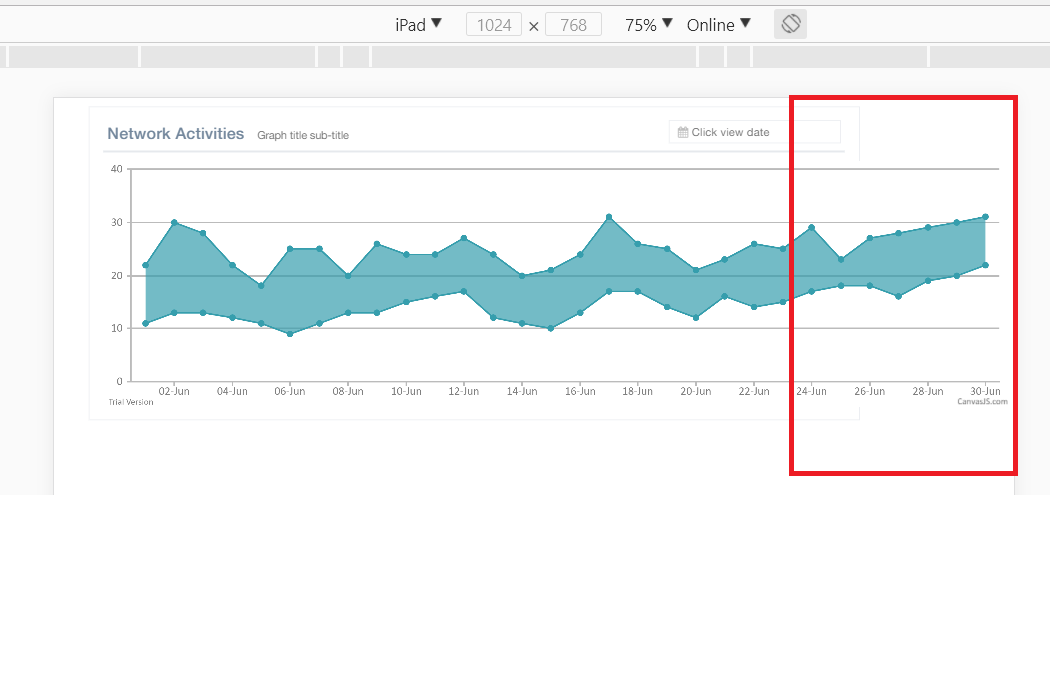 iPad ▼ 1024 × 768 75% ▼ Online ▼
Network Activities Graph title sub-title Click view date
40
30
20
10
0
02-Jun 04-Jun 06-Jun 08-Jun 10-Jun 12-Jun 14-Jun 16-Jun 18-Jun 20-Jun 22-Jun 24-Jun 26-Jun 28-Jun 30-Jun
Trial Version CanvasJS.com